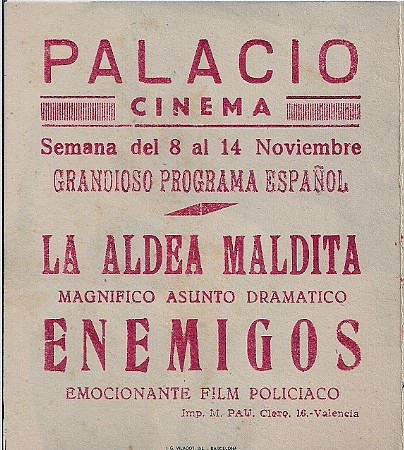 PALACIO
CINEMA
Semana del 8 al 14 Noviembre
GRANDIOSO PROGRAMA ESPAÑOL
LA ALDEA MALDITA
MAGNIFICO ASUNTO DRAMATICO
ENEMIGOS
EMOCIONANTE FILM POLICIACO
Imp. M. PAU. Clero, 16.-Valencia
BARCELONA